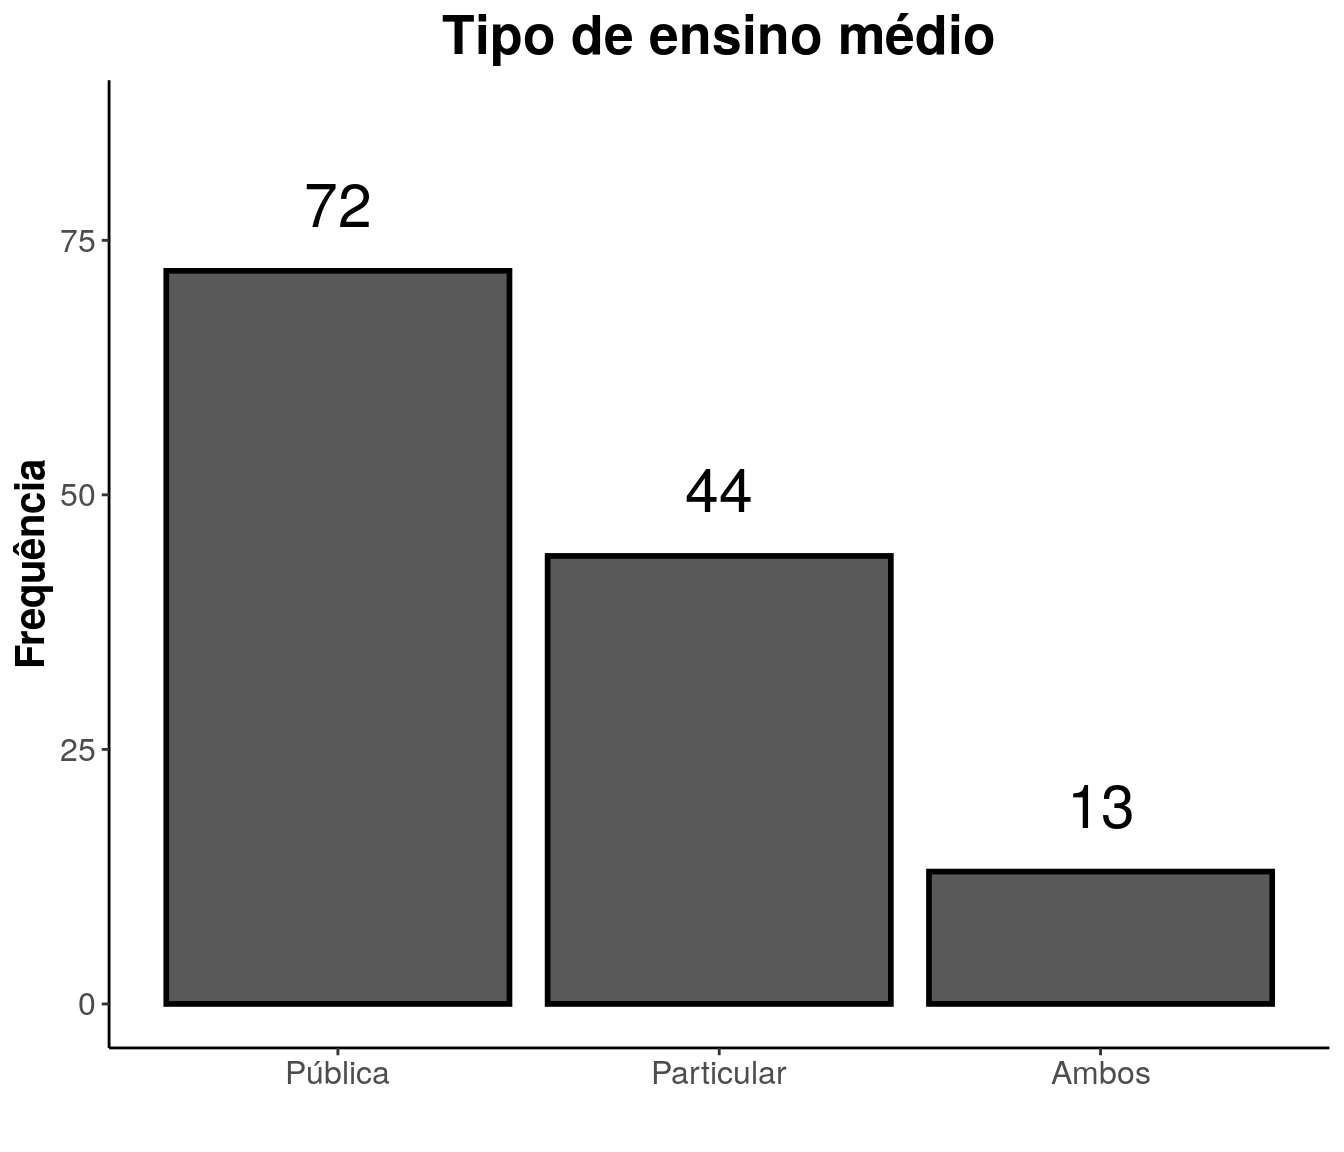 Tipo de ensino médio
Frequência
75
50
25
0
72
44
13
Pública
Particular
Ambos